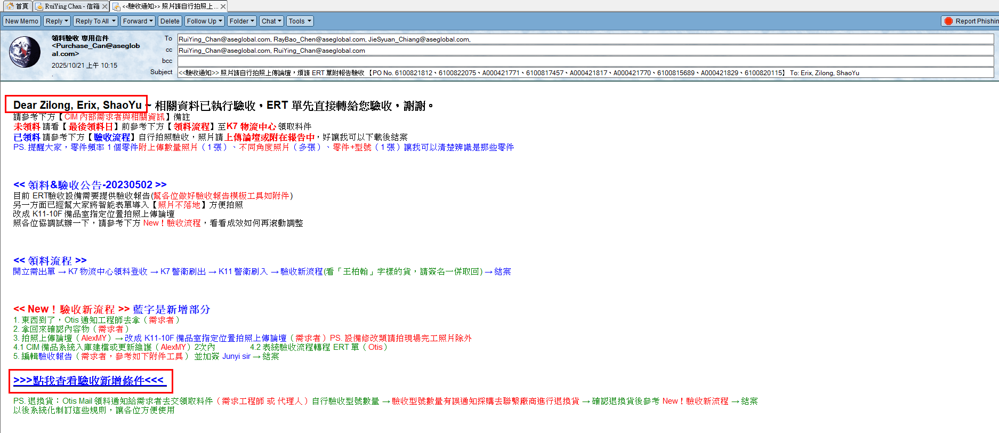 首頁
RuiYing Chan - 信箱
<<驗收通知>> 照片請自行拍照上...
New Memo
Reply
Reply To All
Forward
Delete
Follow Up
Folder
Chat
Tools
Report Phishin
領料驗收 專用信件
<Purchase_Can@aseglob
al.com>
2025/10/21 上午 10:15
To RuiYing_Chan@aseglobal.com, RayBao_Chen@aseglobal.com, JieSyuan_Chiang@aseglobal.com,
cc RuiYing_Chan@aseglobal.com, RuiYing_Chan@aseglobal.com
bcc
Subject <<驗收通知>> 照片請自行拍照上傳論壇，煩請 ERT 單附報告驗收 【PO No. 6100821812、6100822075、A000421771、6100817457、A000421817、A000421770、6100815689、A000421829、6100820115】 To: Erix, Zilong, ShaoYu
Dear Zilong, Erix, ShaoYu ~ 相關資料已執行驗收，ERT 單先直接轉給您驗收，謝謝。
請參考下方【CIM 內部需求者與相關資訊】備註
未領料 請看【最後領料日】前參考下方【領料流程】至K7 物流中心 領取料件
已領料 請參考下方【驗收流程】自行拍照驗收，照片請 上傳論壇或附在報告中，好讓我可以下載後結案
PS. 提醒大家，零件頻率 1 個零件附上傳數量照片（1 張）、不同角度照片（多張）、零件+型號（1 張）讓我可以清楚辨識是那些零件
<< 領料&驗收公告-20230502 >>
目前 ERT驗收設備需要提供驗收報告(幫各位做好驗收報告模板工具如附件)
另一方面已經幫大家將智能表單導入【照片不落地】方便拍照
改成 K11-10F 備品室指定位置拍照上傳論壇
照各位協調試辦一下，請參考下方 New！驗收流程，看看成效如何再滾動調整
<< 領料流程 >>
開立需出單 → K7 物流中心領料登收 → K7 警衛刷出 → K11 警衛刷入 → 驗收新流程(看「王柏翰」字樣的貨，請簽名一併取回) → 結案
<< New！驗收新流程 >> 藍字是新增部分
1. 東西到了，Otis 通知工程師去拿（需求者）
2. 拿回來確認內容物（需求者）
3. 拍照上傳論壇（AlexMY）→ 改成 K11-10F 備品室指定位置拍照上傳論壇（需求者）PS. 設備修改類請拍現場完工照片除外
4.1 CIM 備品系統入庫建檔或更新維護（AlexMY）2次內 4.2 表統驗收流程轉程 ERT 單（Otis）
5. 編輯驗收報告（需求者，參考如下附件工具） 並加簽 Junyi sir → 結案
>>>點我查看驗收新增條件<<<
PS. 退換貨：Otis Mail 領料通知給需求者去交領取料件（需求工程師 或 代理人）自行驗收型號數量 → 驗收型號數量有誤通知採購去聯繫廠商進行退換貨 → 確認退換貨後參考 New！驗收新流程 → 結案
以後系統化制訂這些規則，讓各位方便使用